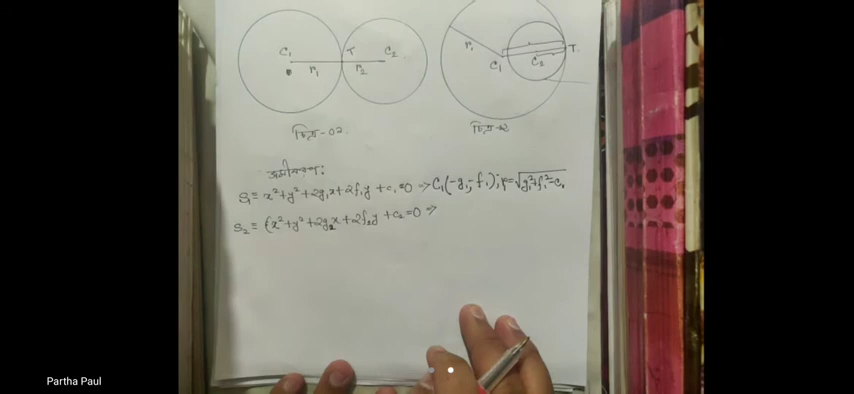 C₁ T C₂
r₁ r₂
r₁ C₁ C₂ T.
চিত্র-০১.
চিত্র-২
সমীকরণ:
S₁ ≡ x²+y²+2g₁x+2f₁y+c₁=0 ⇒ C₁(-g₁,-f₁); r₁=√g₁²+f₁²-c₁
S₂ ≡ (x²+y²+2g₂x+2f₂y+c₂=0 ⇒
Partha Paul